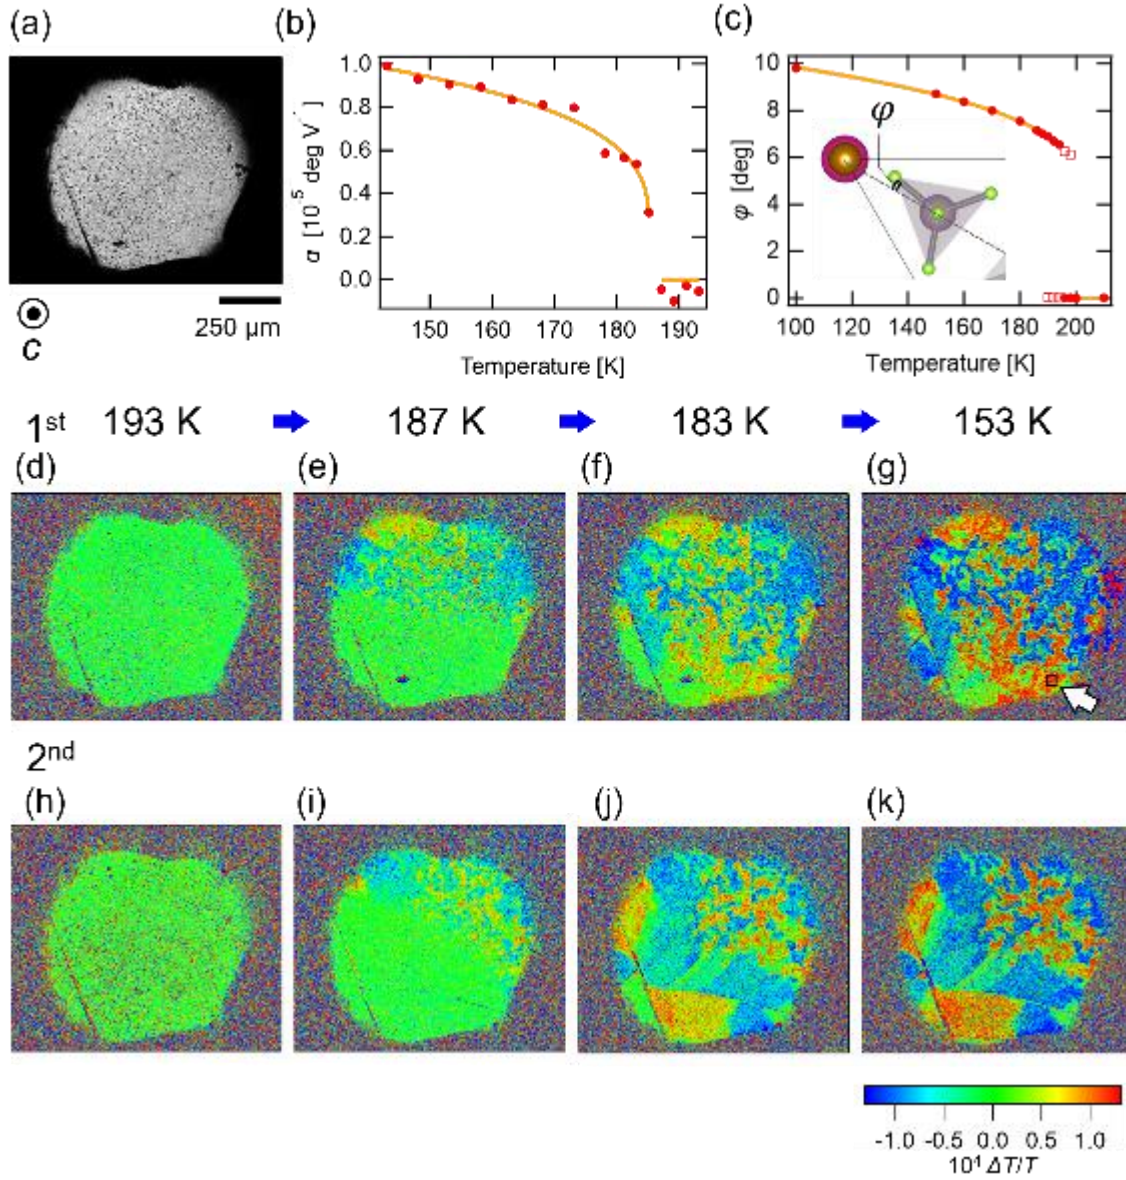 (a)
(b)
(c)
1.0
0.8
0.6
0.4
0.2
0.0
α [10⁻⁵ deg V⁻]
150 160 170 180 190
Temperature [K]
10
8
6
4
2
0
φ [deg]
φ
100 120 140 160 180 200
Temperature [K]
c
250 μm
1st 193 K 187 K 183 K 153 K
(d) (e) (f) (g)
2nd
(h) (i) (j) (k)
-1.0 -0.5 0.0 0.5 1.0
10⁴ ΔT/T